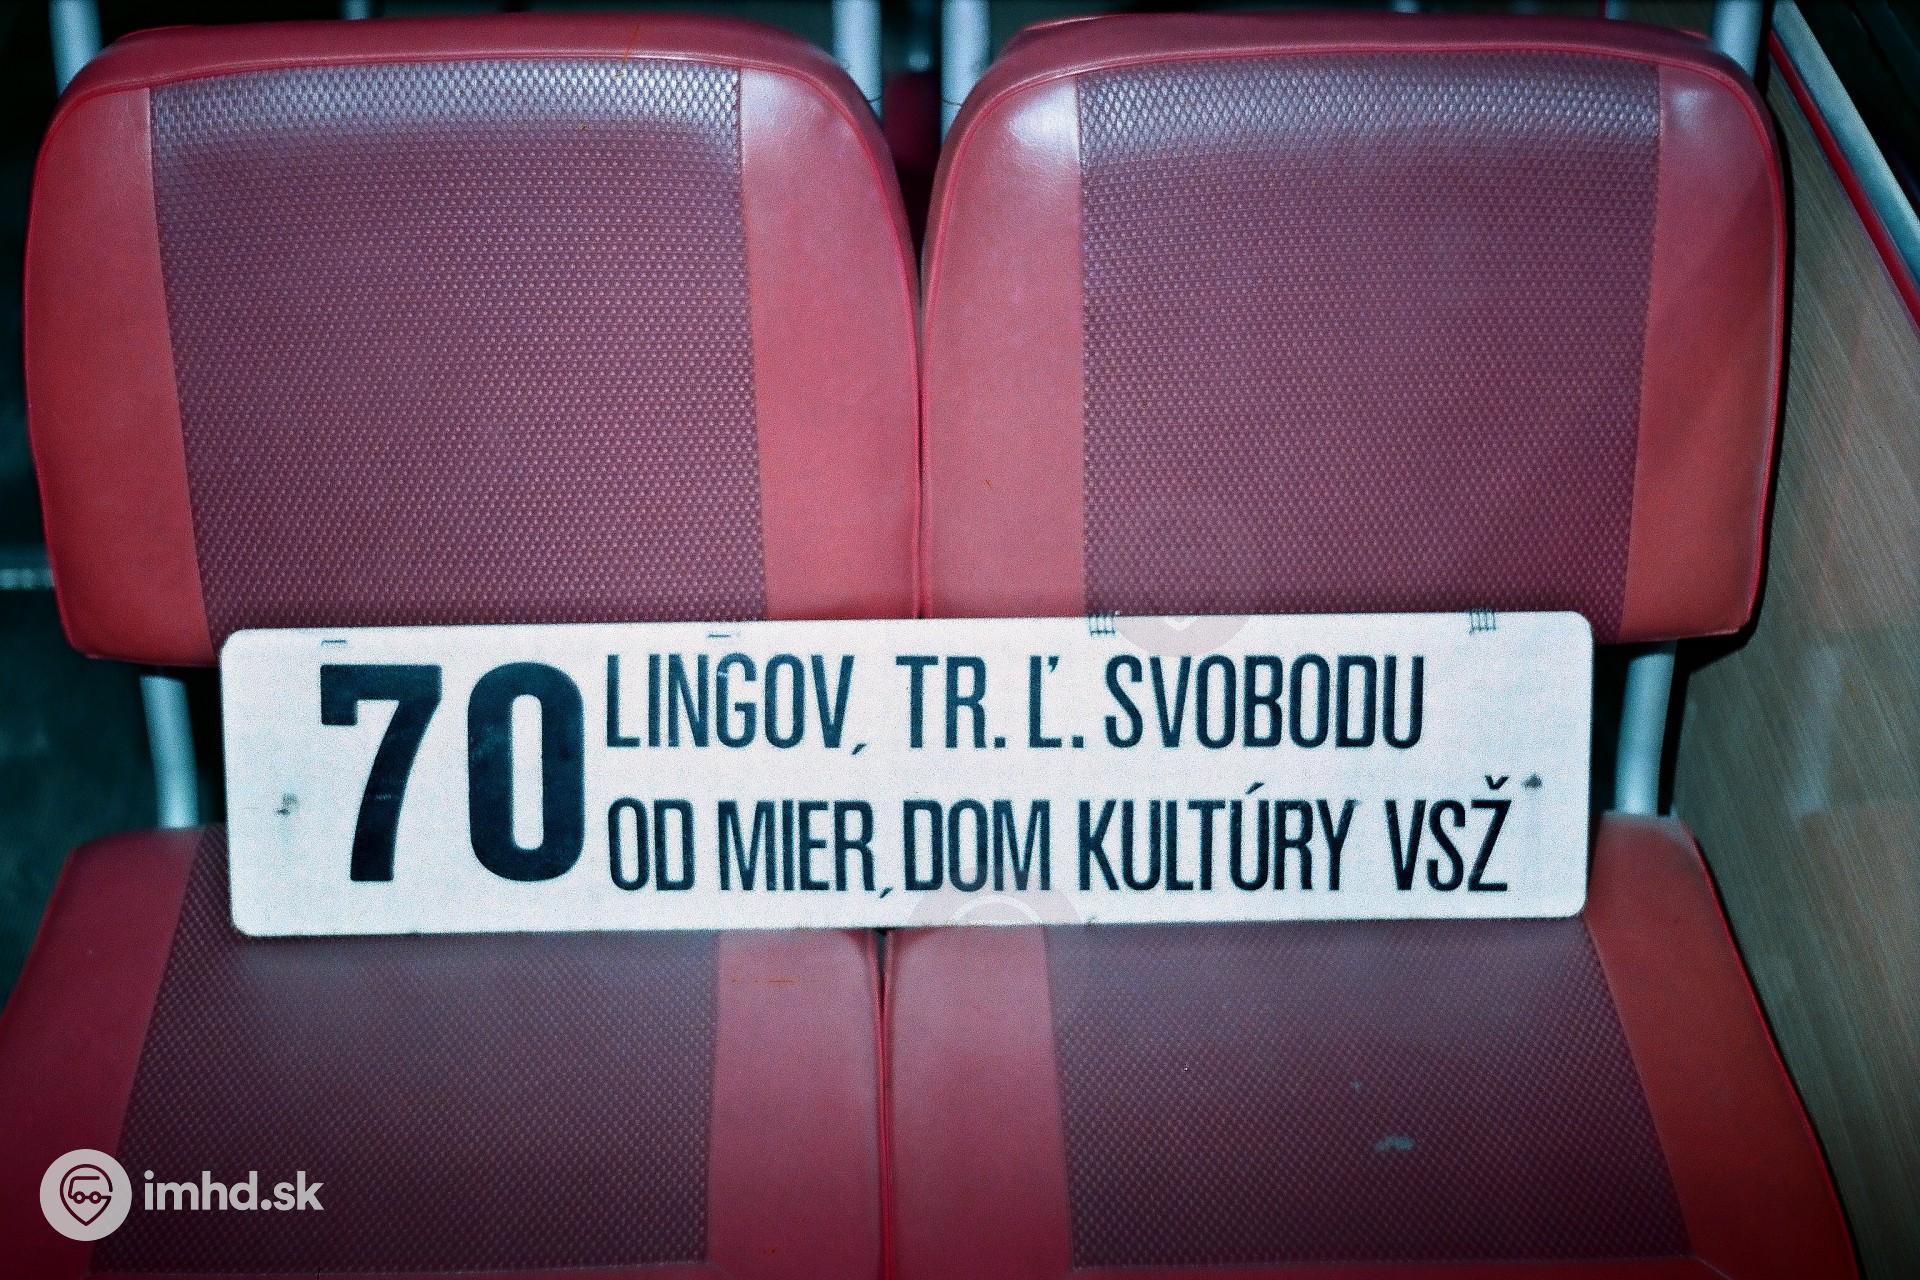 70 LINGOV, TR. Ľ. SVOBODU
OD MIER, DOM KULTÚRY VSŽ
imhd.sk